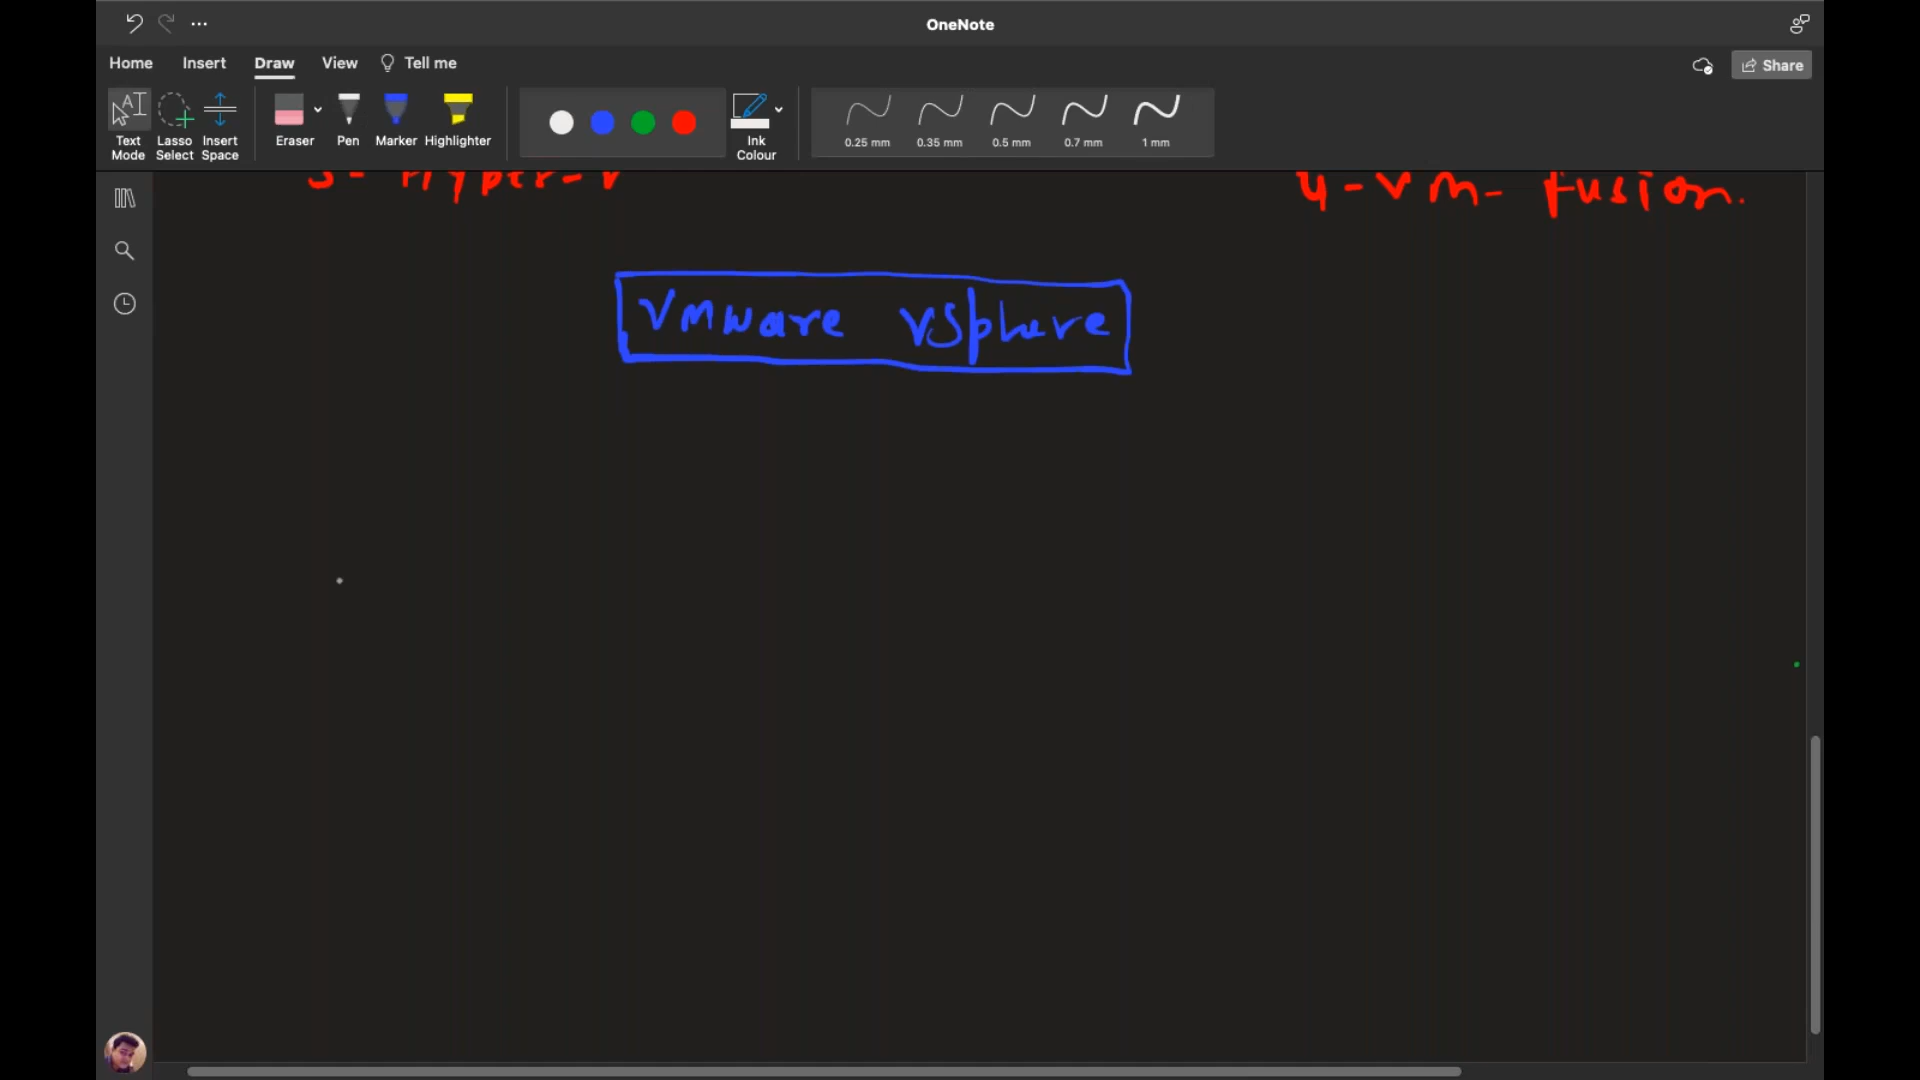 OneNote
Home Insert Draw View Tell me
Share
Text Mode
Lasso Select
Insert Space
Eraser
Pen
Marker
Highlighter
Ink Colour
0.25 mm
0.35 mm
0.5 mm
0.7 mm
1 mm
3- Hyper-V
4-VM- fusion.
VMware vSphere